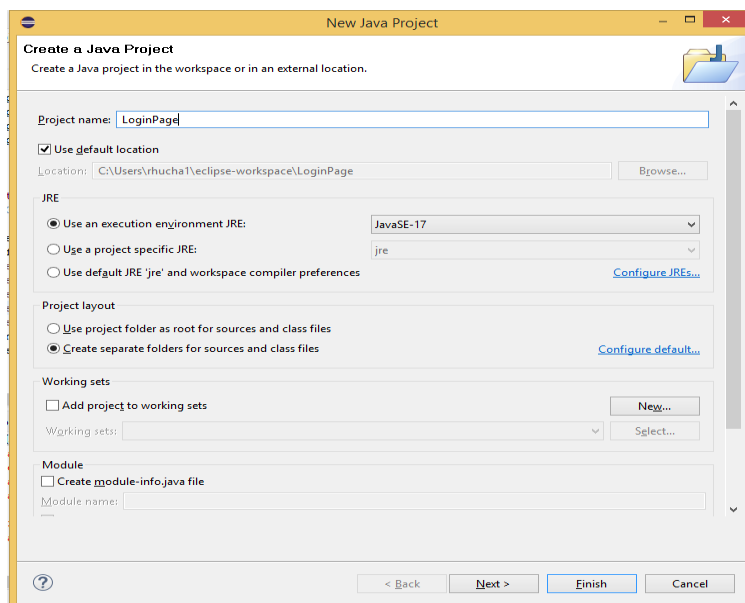 New Java Project
Create a Java Project
Create a Java project in the workspace or in an external location.
Project name: LoginPage
Use default location
Location: C:\Users\rhucha1\eclipse-workspace\LoginPage Browse...
JRE
Use an execution environment JRE: JavaSE-17
Use a project specific JRE: jre
Use default JRE 'jre' and workspace compiler preferences Configure JREs...
Project layout
Use project folder as root for sources and class files
Create separate folders for sources and class files Configure default...
Working sets
Add project to working sets New...
Working sets: Select...
Module
Create module-info.java file
Module name:
? < Back Next > Finish Cancel